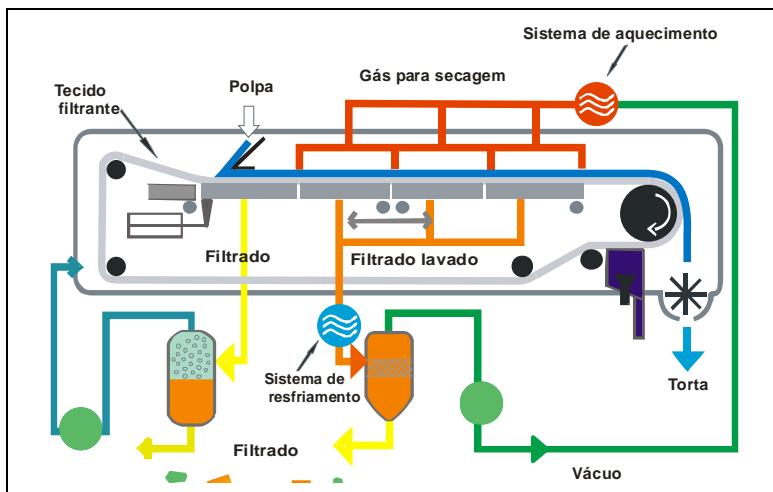 Sistema de aquecimento
Gás para secagem
Tecido
filtrante
Polpa
Filtrado
Filtrado lavado
Sistema de
resfriamento
Torta
Filtrado
Vácuo